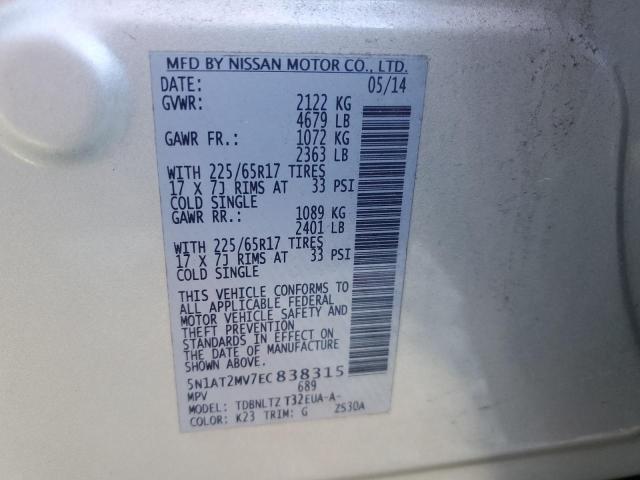 MFD BY NISSAN MOTOR CO., LTD.
DATE: 05/14
GVWR: 2122 KG
4679 LB
GAWR FR.: 1072 KG
2363 LB
WITH 225/65R17 TIRES
17 X 7J RIMS AT 33 PSI
COLD SINGLE
GAWR RR.: 1089 KG
2401 LB
WITH 225/65R17 TIRES
17 X 7J RIMS AT 33 PSI
COLD SINGLE
THIS VEHICLE CONFORMS TO
ALL APPLICABLE FEDERAL
MOTOR VEHICLE SAFETY AND
THEFT PREVENTION
STANDARDS IN EFFECT ON
THE DATE OF MANUFACTURE
SHOWN ABOVE.
5N1AT2MV7EC838315
MPV 689
MODEL: TDBNLTZ T32EUA-A-
COLOR: K23 TRIM: G 2S30A